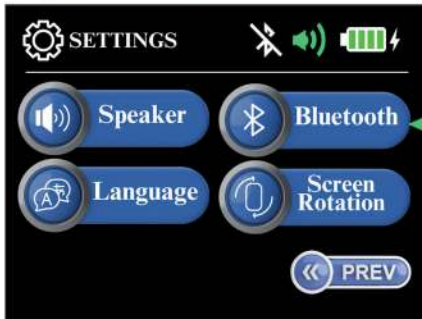 SETTINGS
Speaker
Bluetooth
Language
Screen
Rotation
PREV